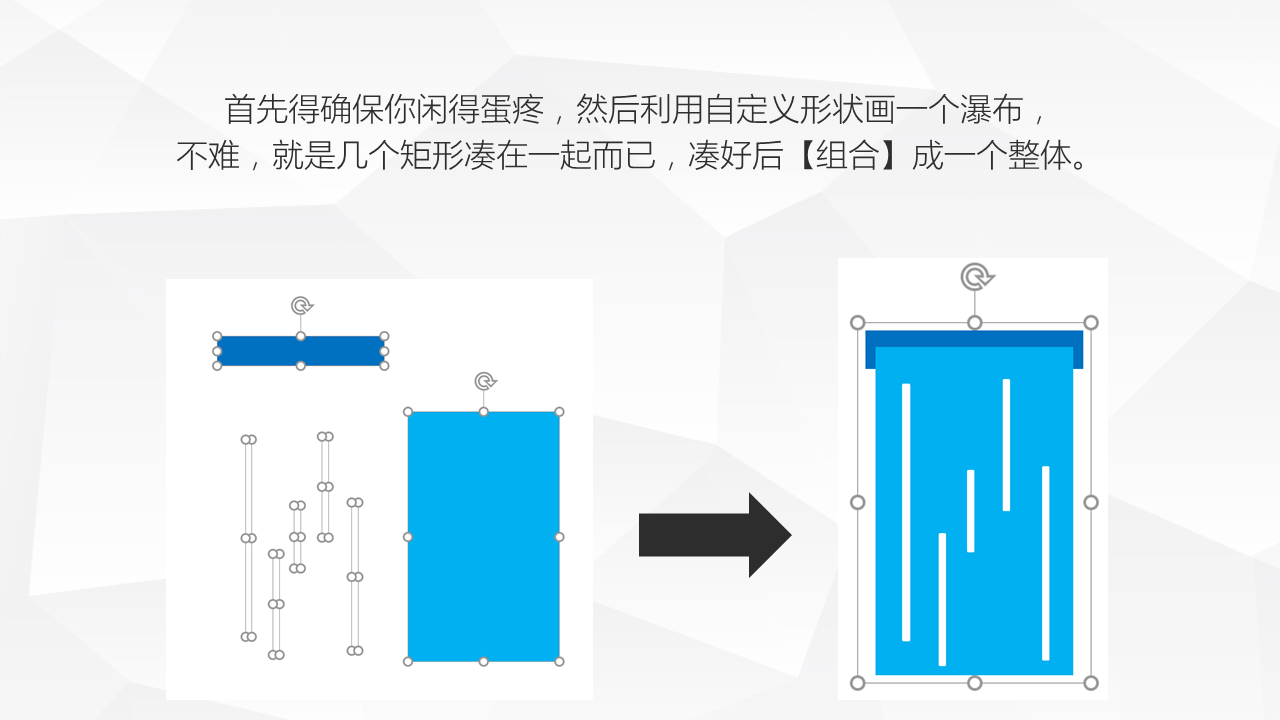 首先得确保你闲得蛋疼，然后利用自定义形状画一个瀑布，
不难，就是几个矩形凑在一起而已，凑好后【组合】成一个整体。